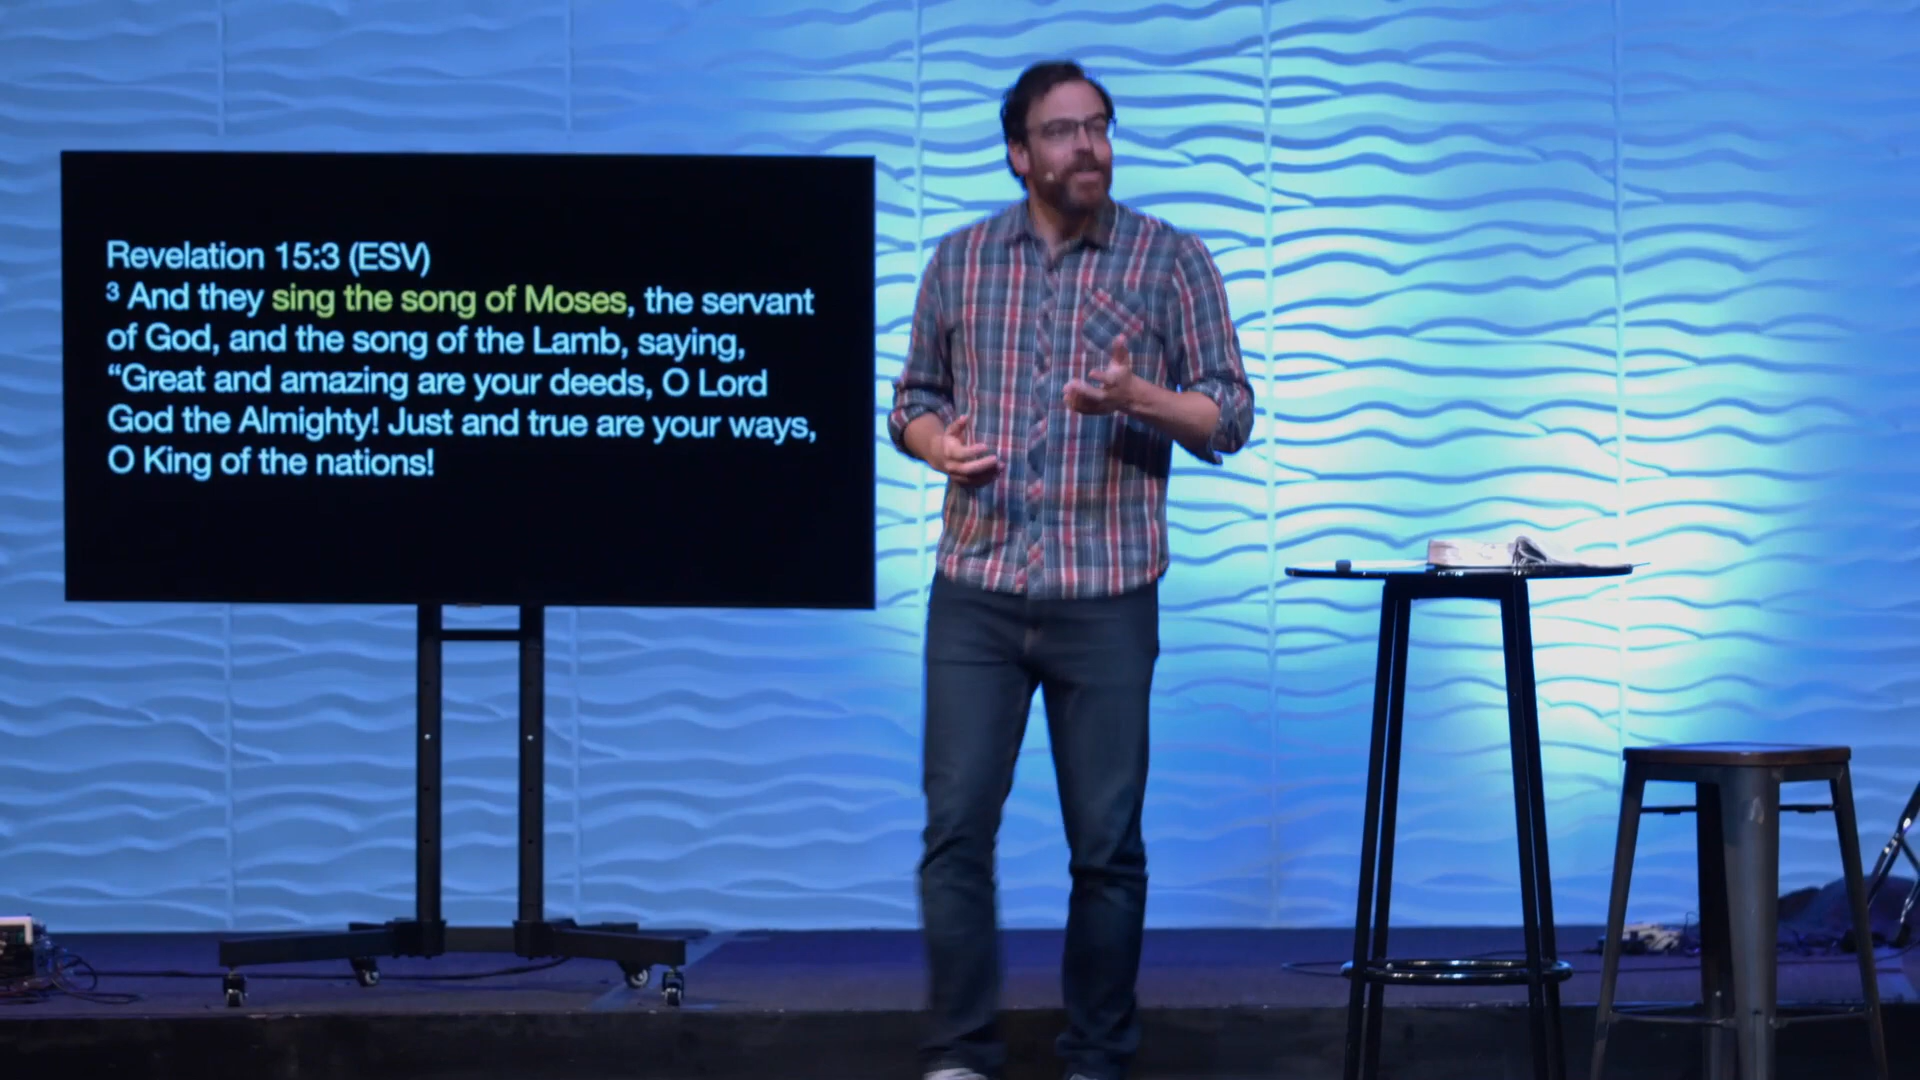 Revelation 15:3 (ESV)
³ And they sing the song of Moses, the servant
of God, and the song of the Lamb, saying,
“Great and amazing are your deeds, O Lord
God the Almighty! Just and true are your ways,
O King of the nations!